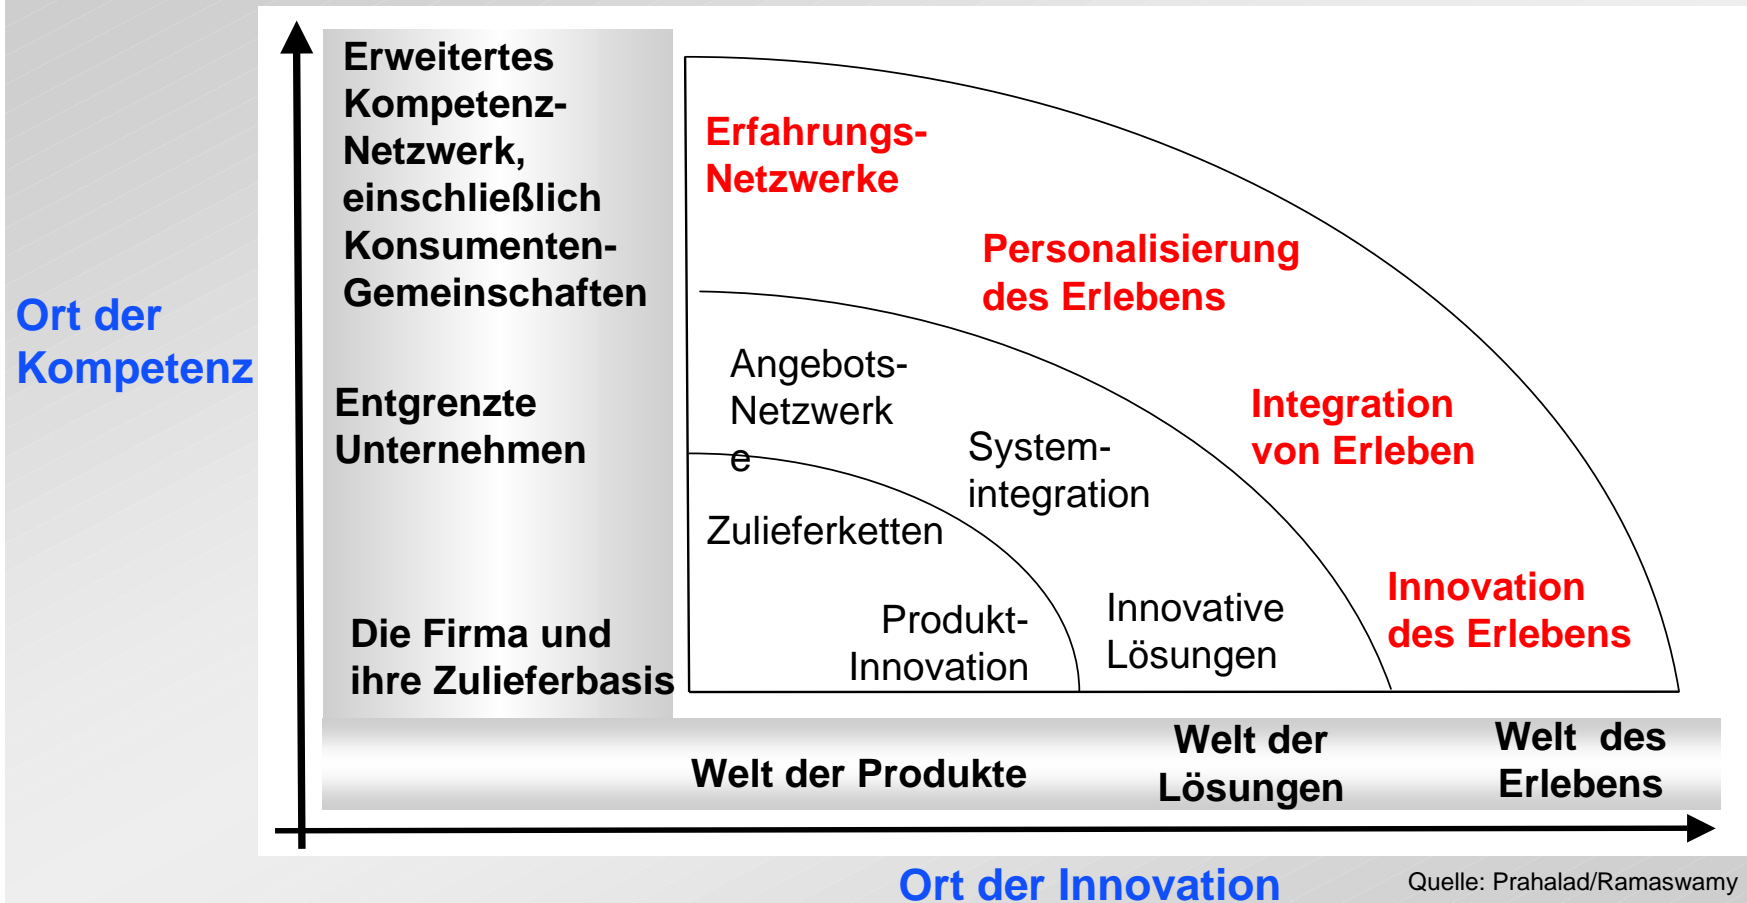 Ort der
Kompetenz
Erweitertes
Kompetenz-
Netzwerk,
einschließlich
Konsumenten-
Gemeinschaften
Entgrenzte
Unternehmen
Die Firma und
ihre Zulieferbasis
Erfahrungs-
Netzwerke
Personalisierung
des Erlebens
Integration
von Erleben
Innovation
des Erlebens
Angebots-
Netzwerk
e
System-
integration
Innovative
Lösungen
Zulieferketten
Produkt-
Innovation
Welt der Produkte
Welt der
Lösungen
Welt des
Erlebens
Ort der Innovation
Quelle: Prahalad/Ramaswamy